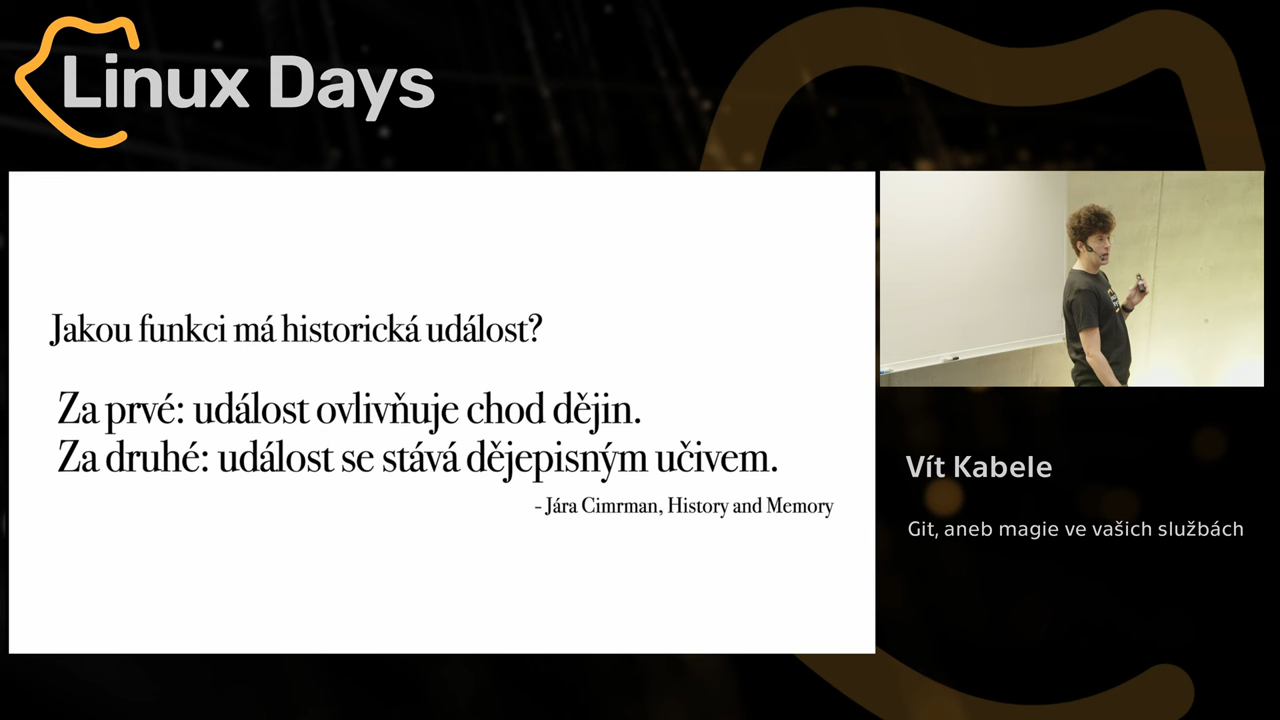 Linux Days
Jakou funkci má historická událost?
Za prvé: událost ovlivňuje chod dějin.
Za druhé: událost se stává dějepisným učivem.
– Jára Cimrman, History and Memory
Vít Kabele
Git, aneb magie ve vašich službách